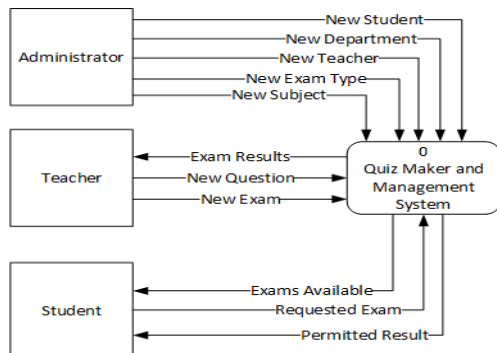 New Student
New Department
Administrator
New Teacher
New Exam Type
New Subject
0
Quiz Maker and
Management
System
Exam Results
Teacher
New Question
New Exam
Exams Available
Student
Requested Exam
Permitted Result